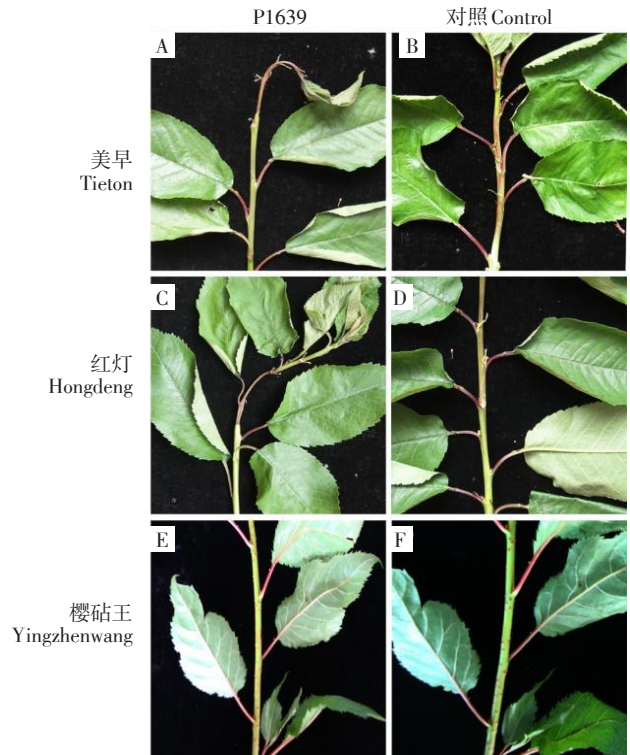 P1639 对照 Control
A B
美早
Tieton
C D
红灯
Hongdeng
E F
樱砧王
Yingzhenwang